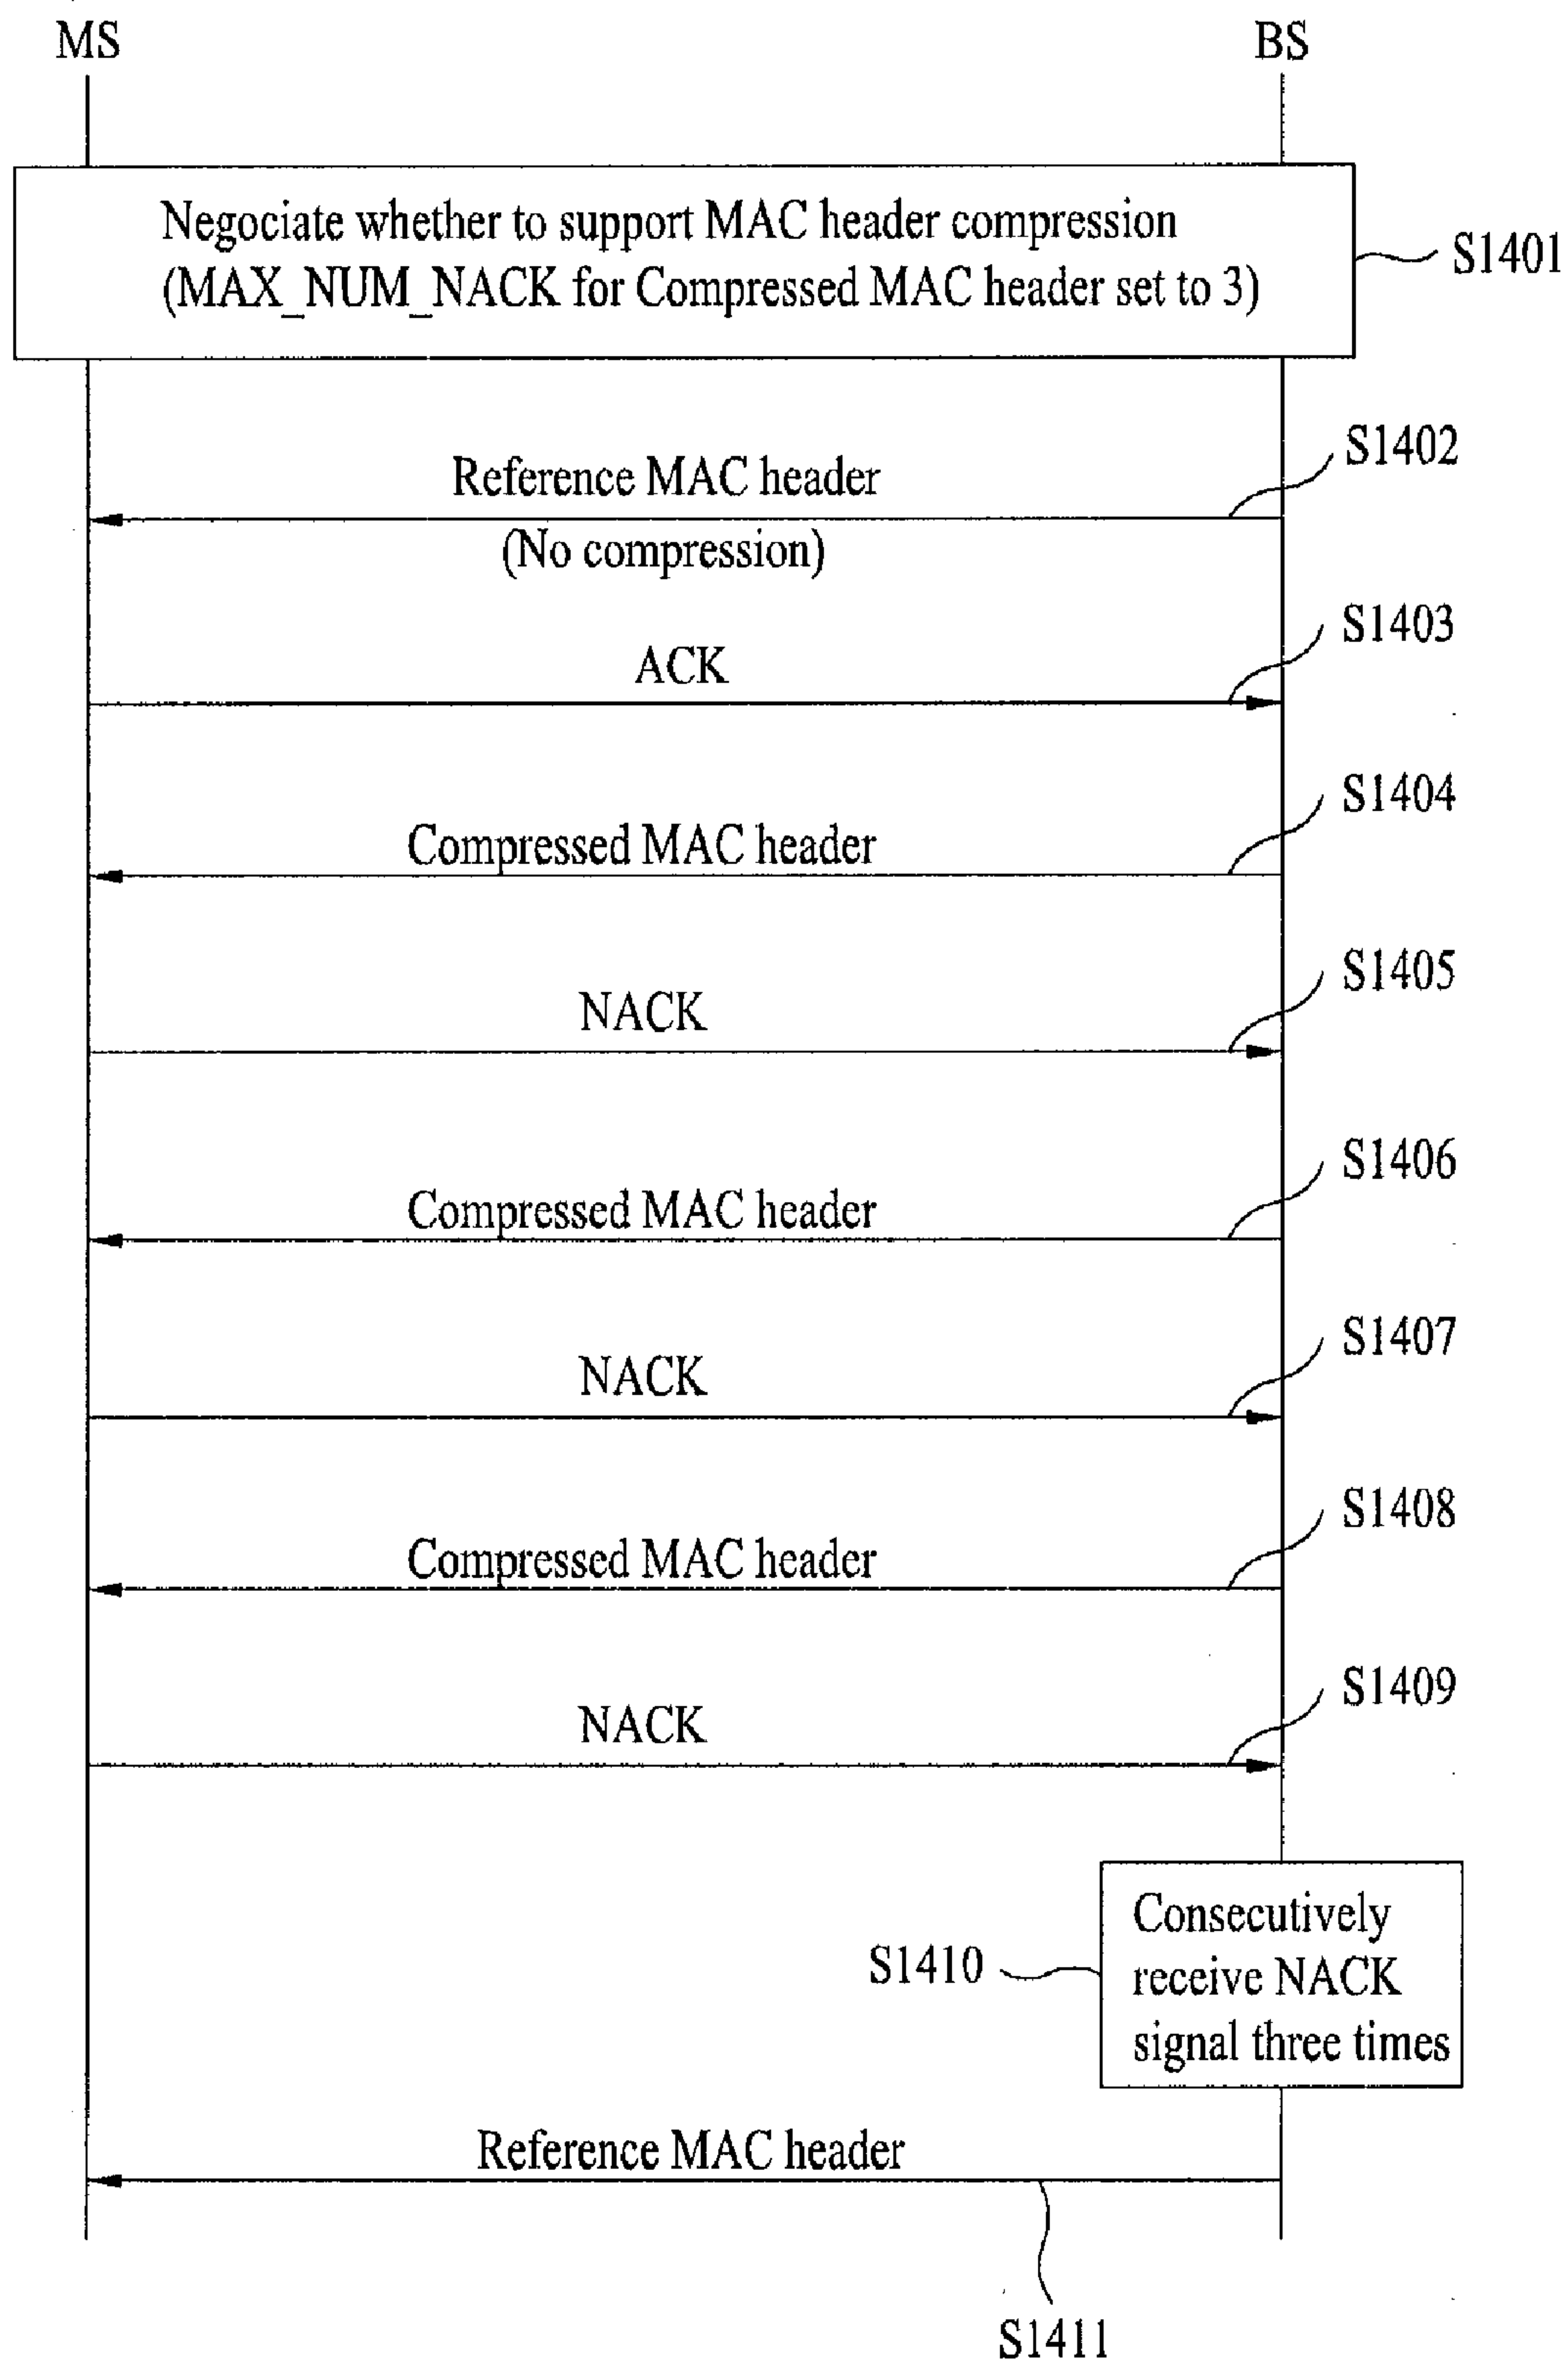 MS
BS
Negociate whether to support MAC header compression
(MAX_NUM_NACK for Compressed MAC header set to 3)
S1401
S1402
Reference MAC header
(No compression)
S1403
ACK
S1404
Compressed MAC header
S1405
NACK
S1406
Compressed MAC header
S1407
NACK
S1408
Compressed MAC header
S1409
NACK
Consecutively
receive NACK
signal three times
S1410
Reference MAC header
S1411